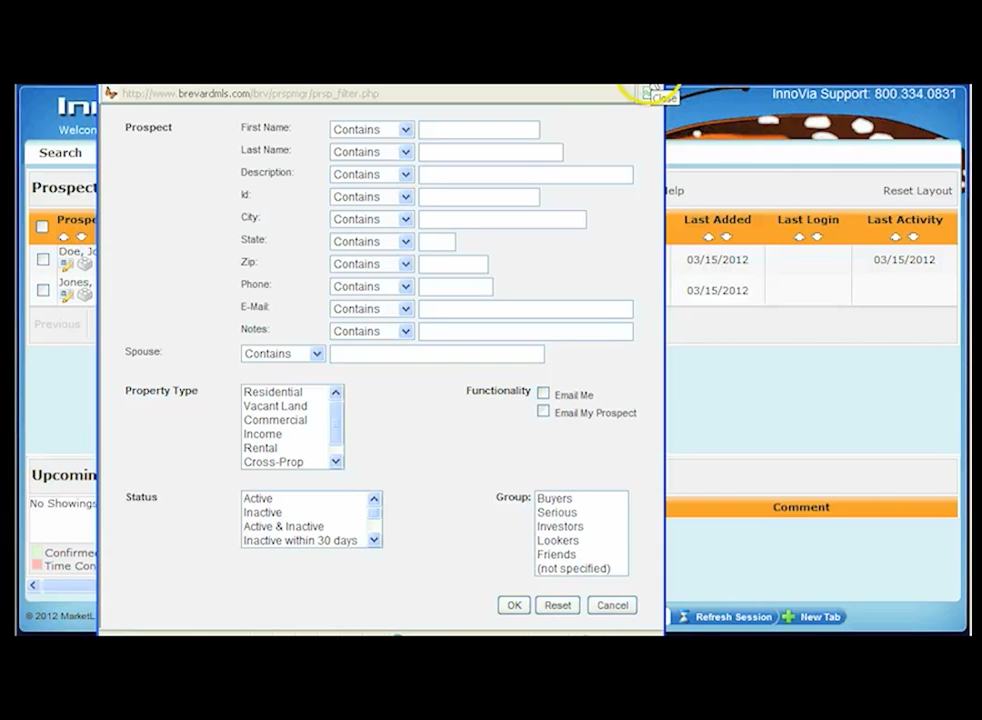 http://www.brevardmls.com/brv/prspmgr/prsp_filter.php
Close
InnoVia Support: 800.334.0831
Welcon
Search
Prospect
elp
Reset Layout
Prospe
Last Added
Last Login
Last Activity
Doe, Jo
03/15/2012
03/15/2012
Jones,
03/15/2012
Previous
Prospect
First Name:
Contains
Last Name:
Contains
Description:
Contains
Id:
Contains
City:
Contains
State:
Contains
Zip:
Contains
Phone:
Contains
E-Mail:
Contains
Notes:
Contains
Spouse:
Contains
Property Type
Residential
Vacant Land
Commercial
Income
Rental
Cross-Prop
Functionality
Email Me
Email My Prospect
Status
Active
Inactive
Active & Inactive
Inactive within 30 days
Group:
Buyers
Serious
Investors
Lookers
Friends
(not specified)
OK
Reset
Cancel
Upcomin
No Showings
Comment
Confirmed
Time Con
© 2012 MarketL
Refresh Session
New Tab